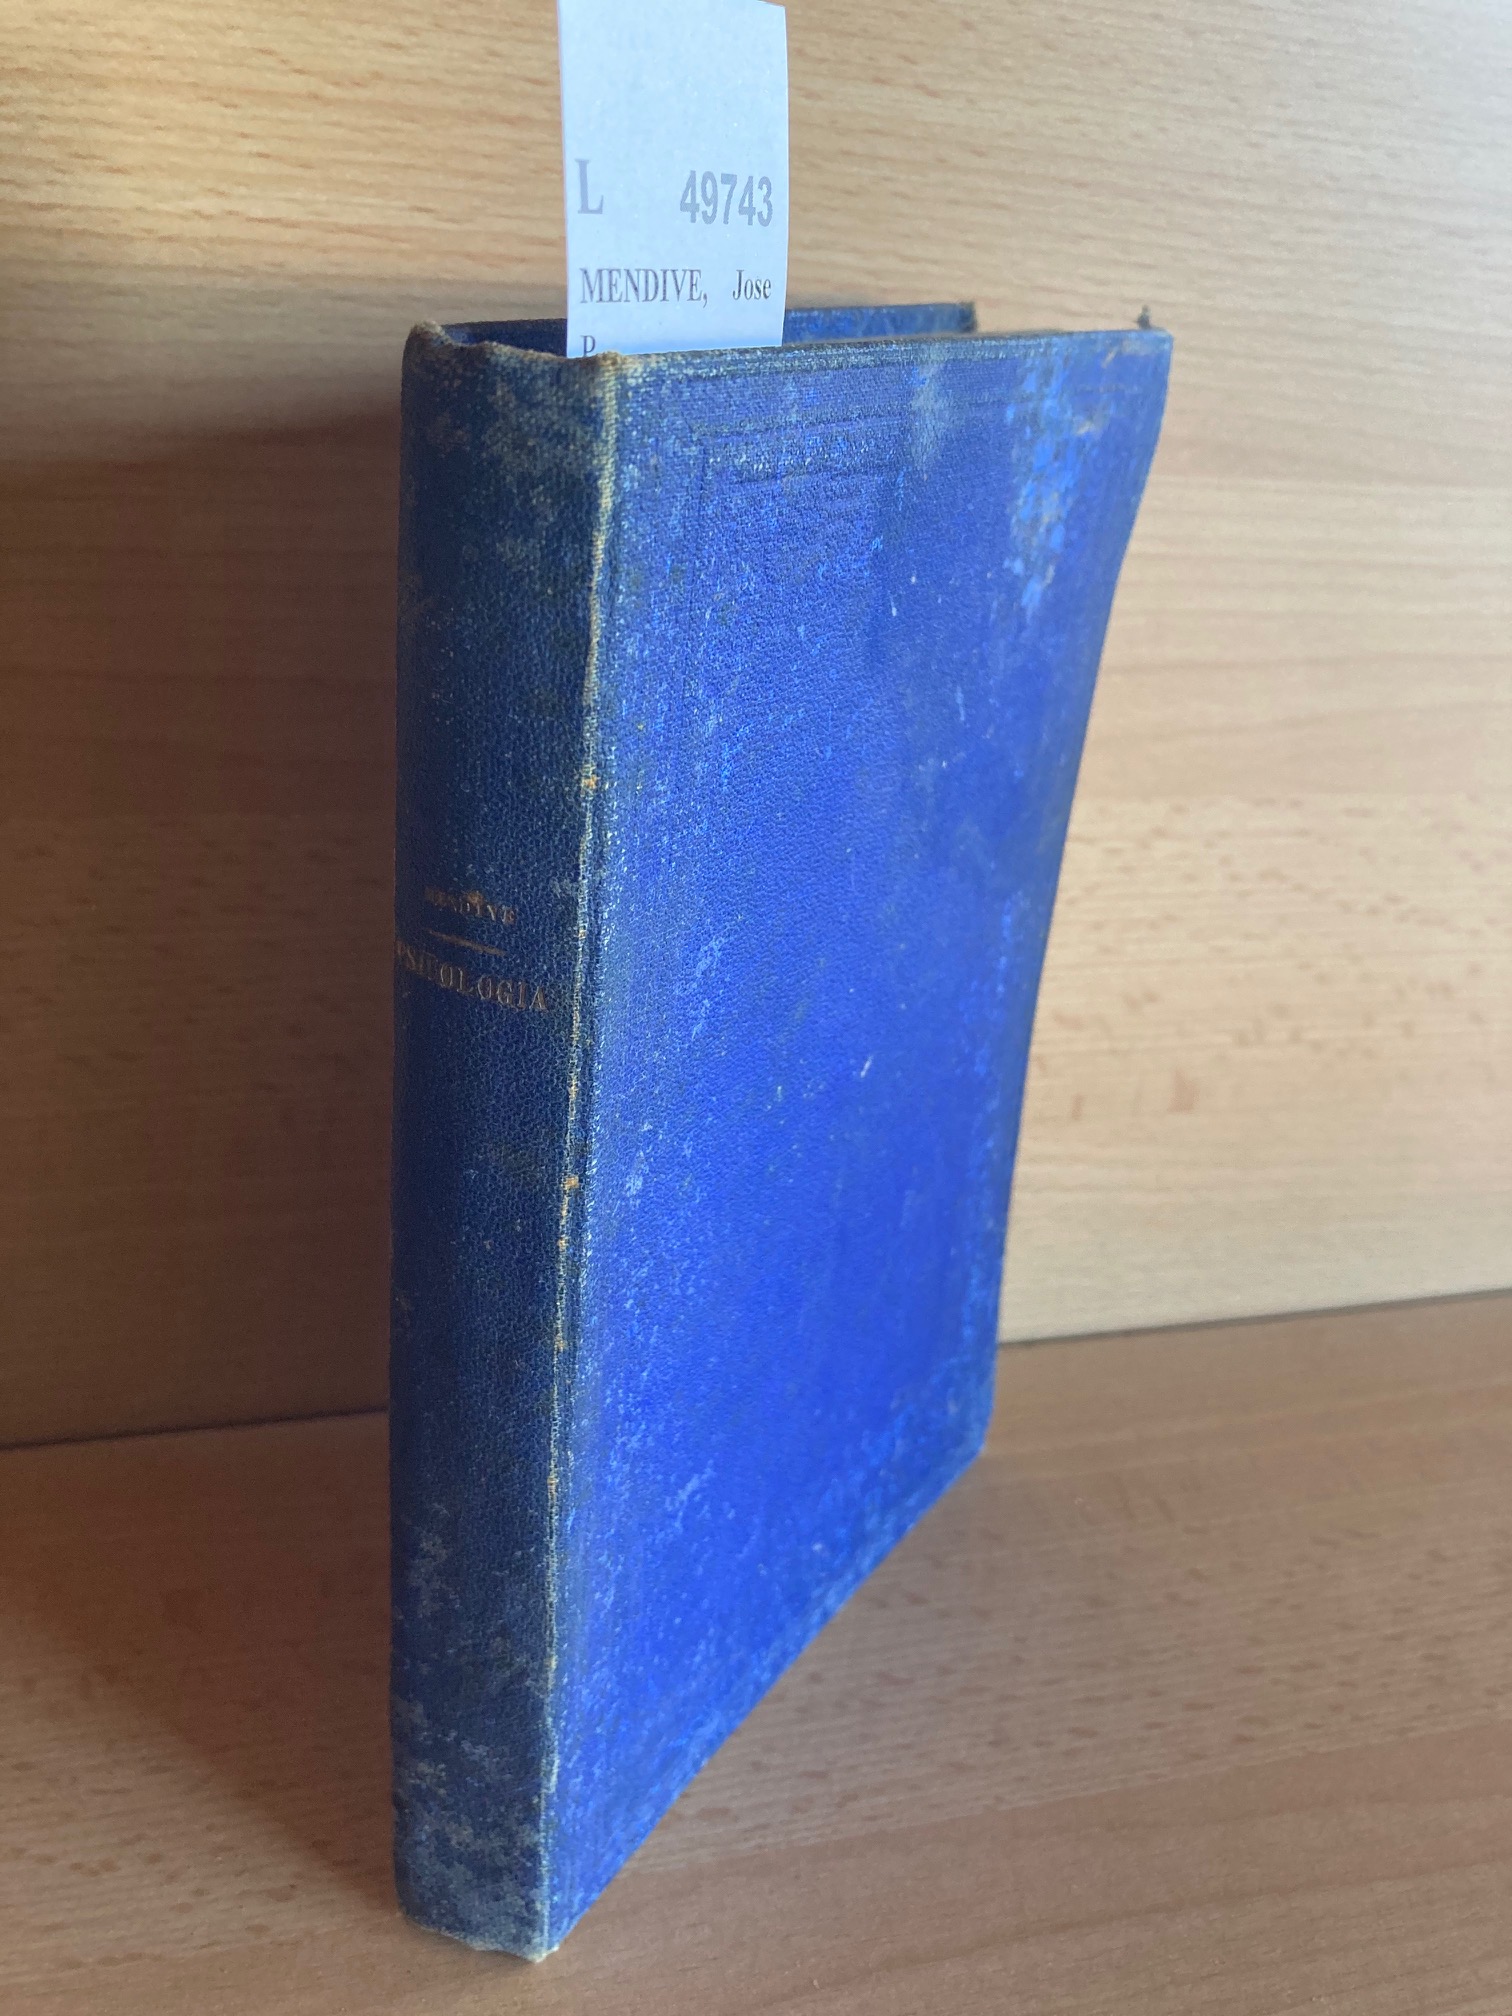 L 49743
MENDIVE, Jose
P
MENDIVE
PSICOLOGIA